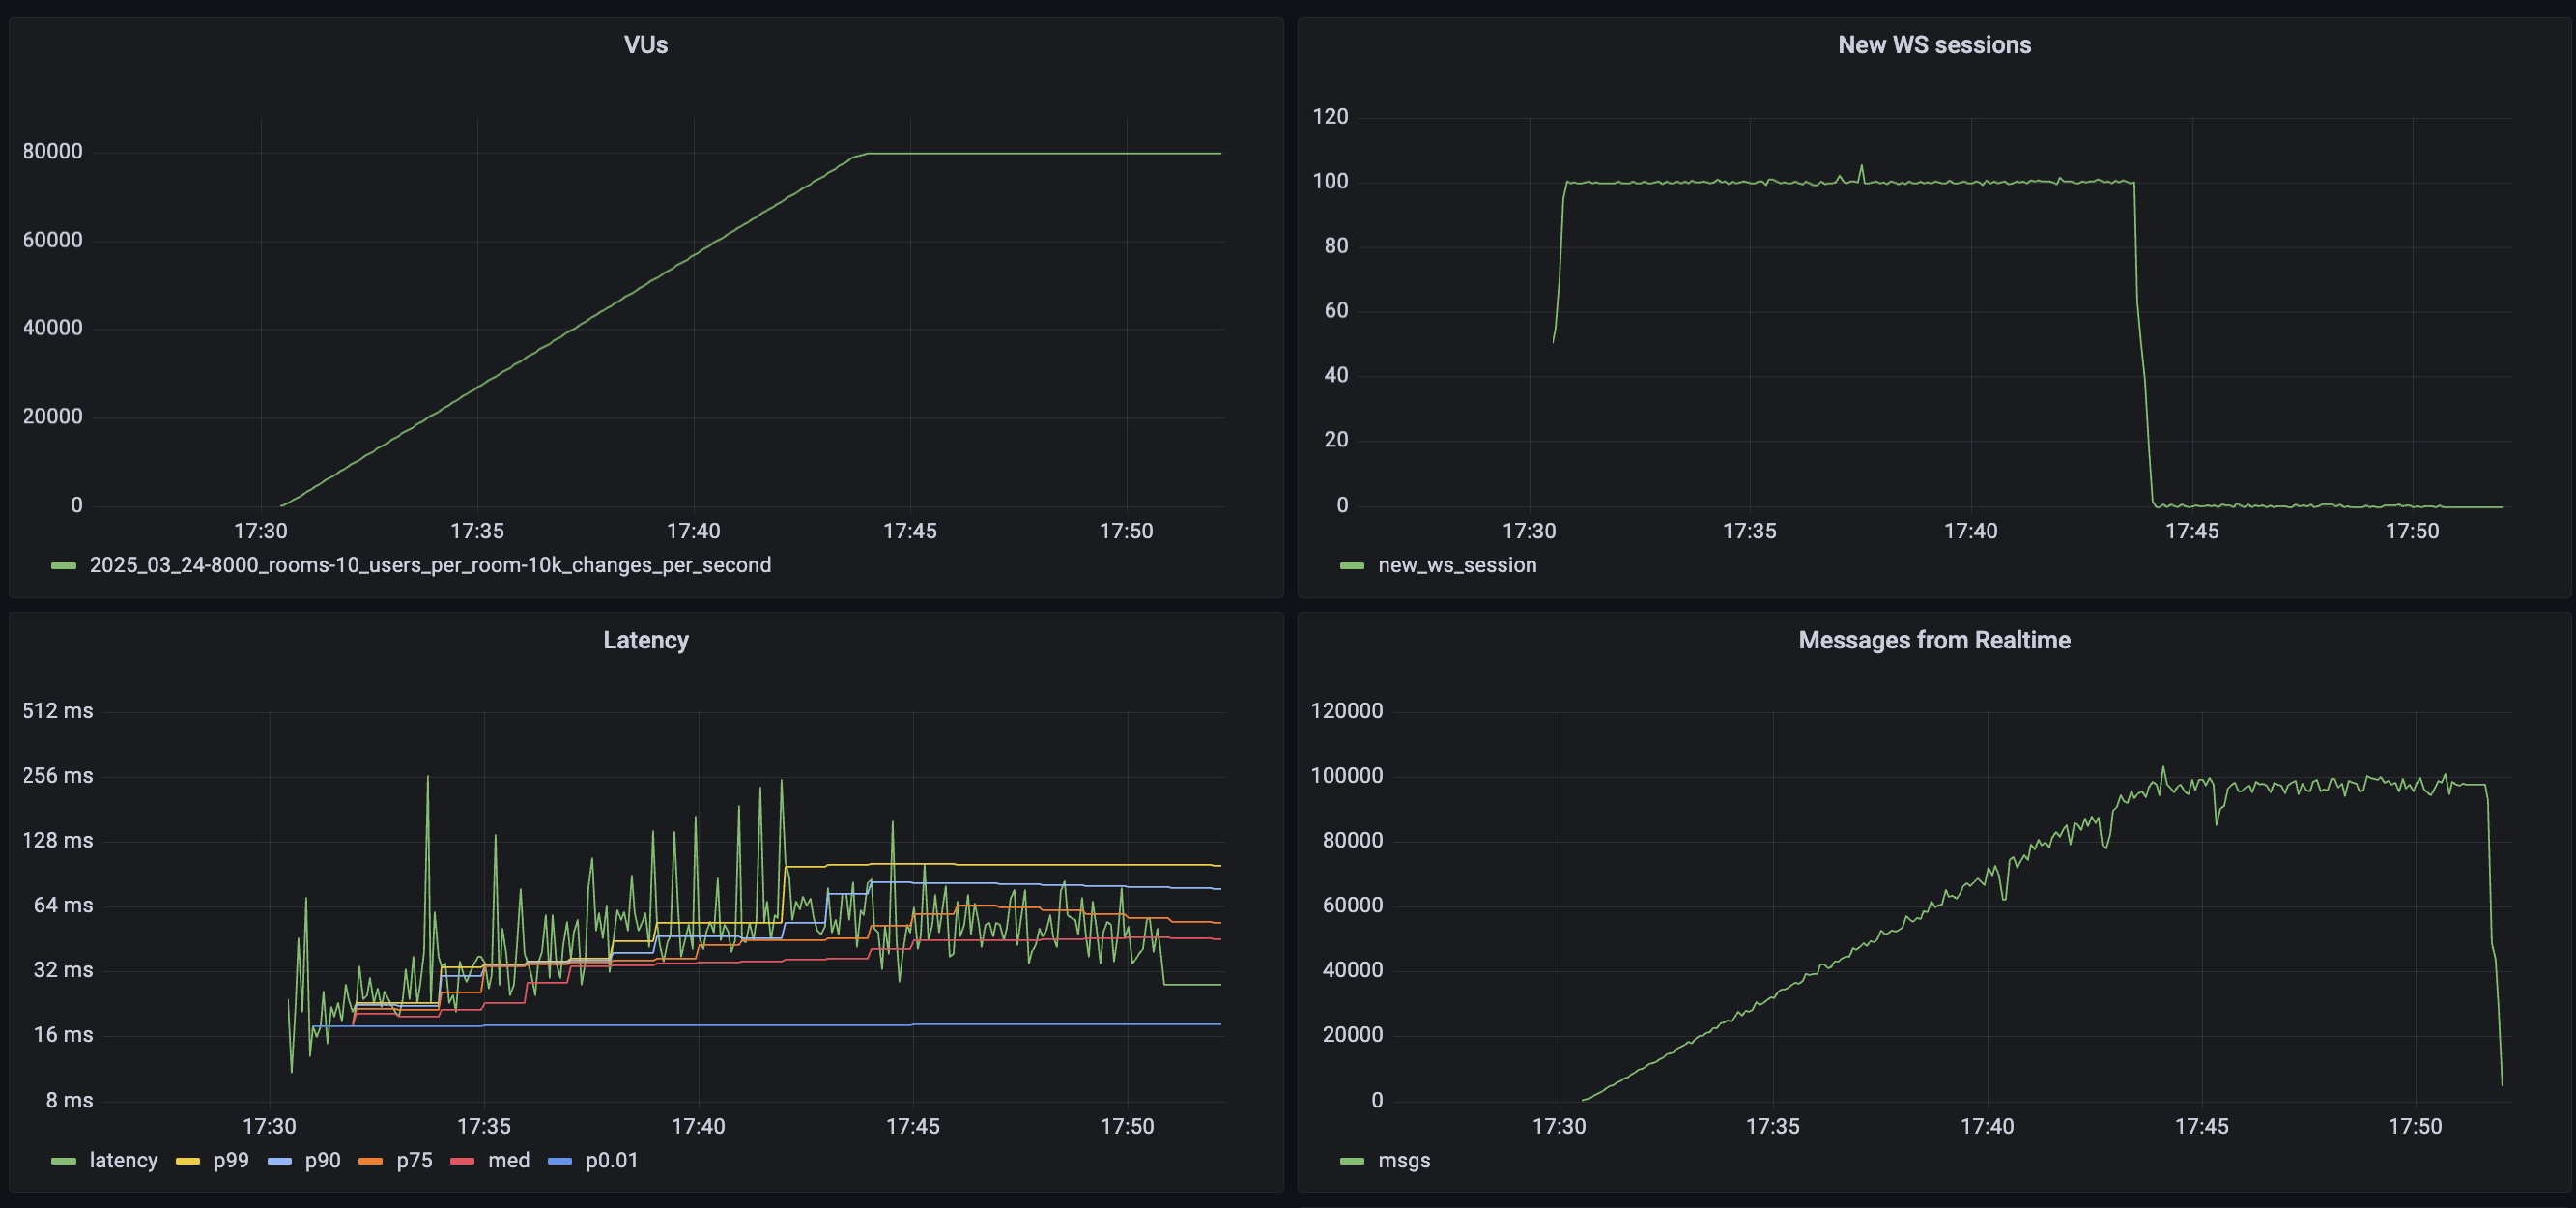 VUs
80000
60000
40000
20000
0
17:30 17:35 17:40 17:45 17:50
2025_03_24-8000_rooms-10_users_per_room-10k_changes_per_second
New WS sessions
120
100
80
60
40
20
0
17:30 17:35 17:40 17:45 17:50
new_ws_session
Latency
512 ms
256 ms
128 ms
64 ms
32 ms
16 ms
8 ms
17:30 17:35 17:40 17:45 17:50
latency p99 p90 p75 med p0.01
Messages from Realtime
120000
100000
80000
60000
40000
20000
0
17:30 17:35 17:40 17:45 17:50
msgs